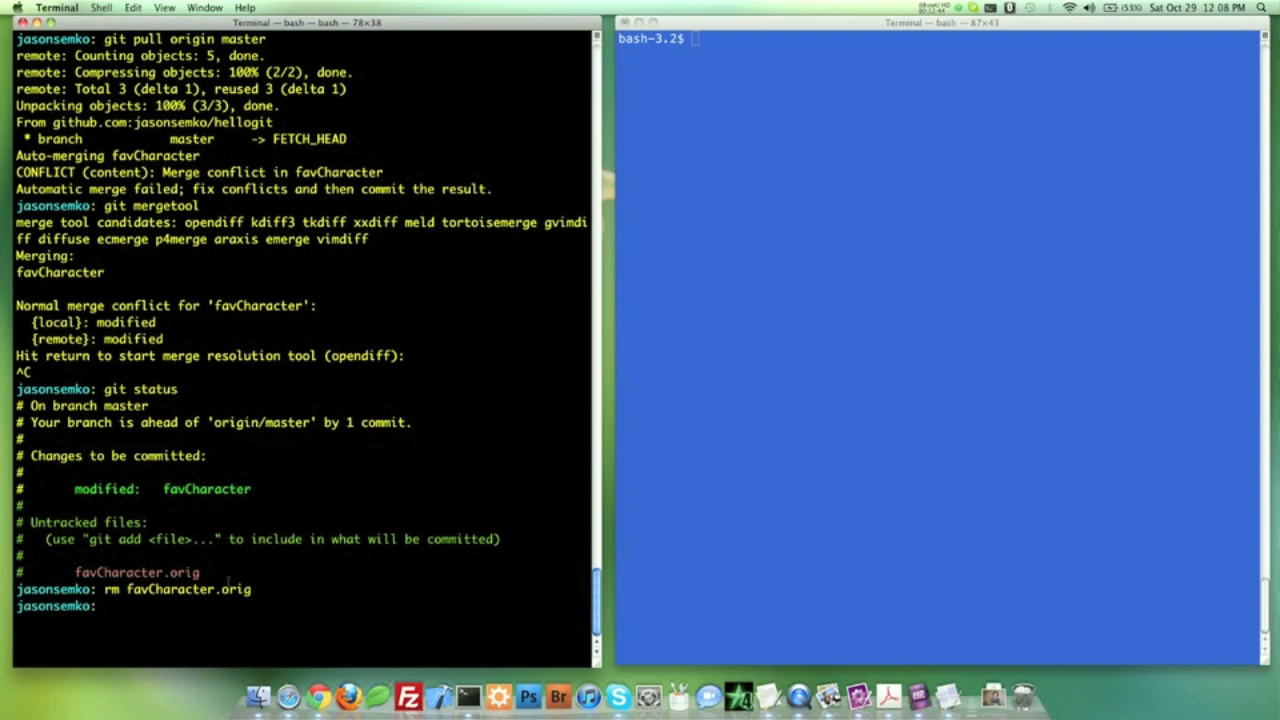 Terminal Shell Edit View Window Help
(53%) Sat Oct 29 12:08 PM
Terminal — bash — bash — 78×38
jasonsemko: git pull origin master
remote: Counting objects: 5, done.
remote: Compressing objects: 100% (2/2), done.
remote: Total 3 (delta 1), reused 3 (delta 1)
Unpacking objects: 100% (3/3), done.
From github.com:jasonsemko/hellogit
 * branch            master     -> FETCH_HEAD
Auto-merging favCharacter
CONFLICT (content): Merge conflict in favCharacter
Automatic merge failed; fix conflicts and then commit the result.
jasonsemko: git mergetool
merge tool candidates: opendiff kdiff3 tkdiff xxdiff meld tortoisemerge gvimdi
ff diffuse ecmerge p4merge araxis emerge vimdiff
Merging:
favCharacter
Normal merge conflict for 'favCharacter':
  {local}: modified
  {remote}: modified
Hit return to start merge resolution tool (opendiff):
^C
jasonsemko: git status
# On branch master
# Your branch is ahead of 'origin/master' by 1 commit.
#
# Changes to be committed:
#
#       modified:   favCharacter
#
# Untracked files:
#   (use "git add <file>..." to include in what will be committed)
#
#       favCharacter.orig
jasonsemko: rm favCharacter.orig
jasonsemko:
Terminal — bash — 87×43
bash-3.2$
Fz Ps Br